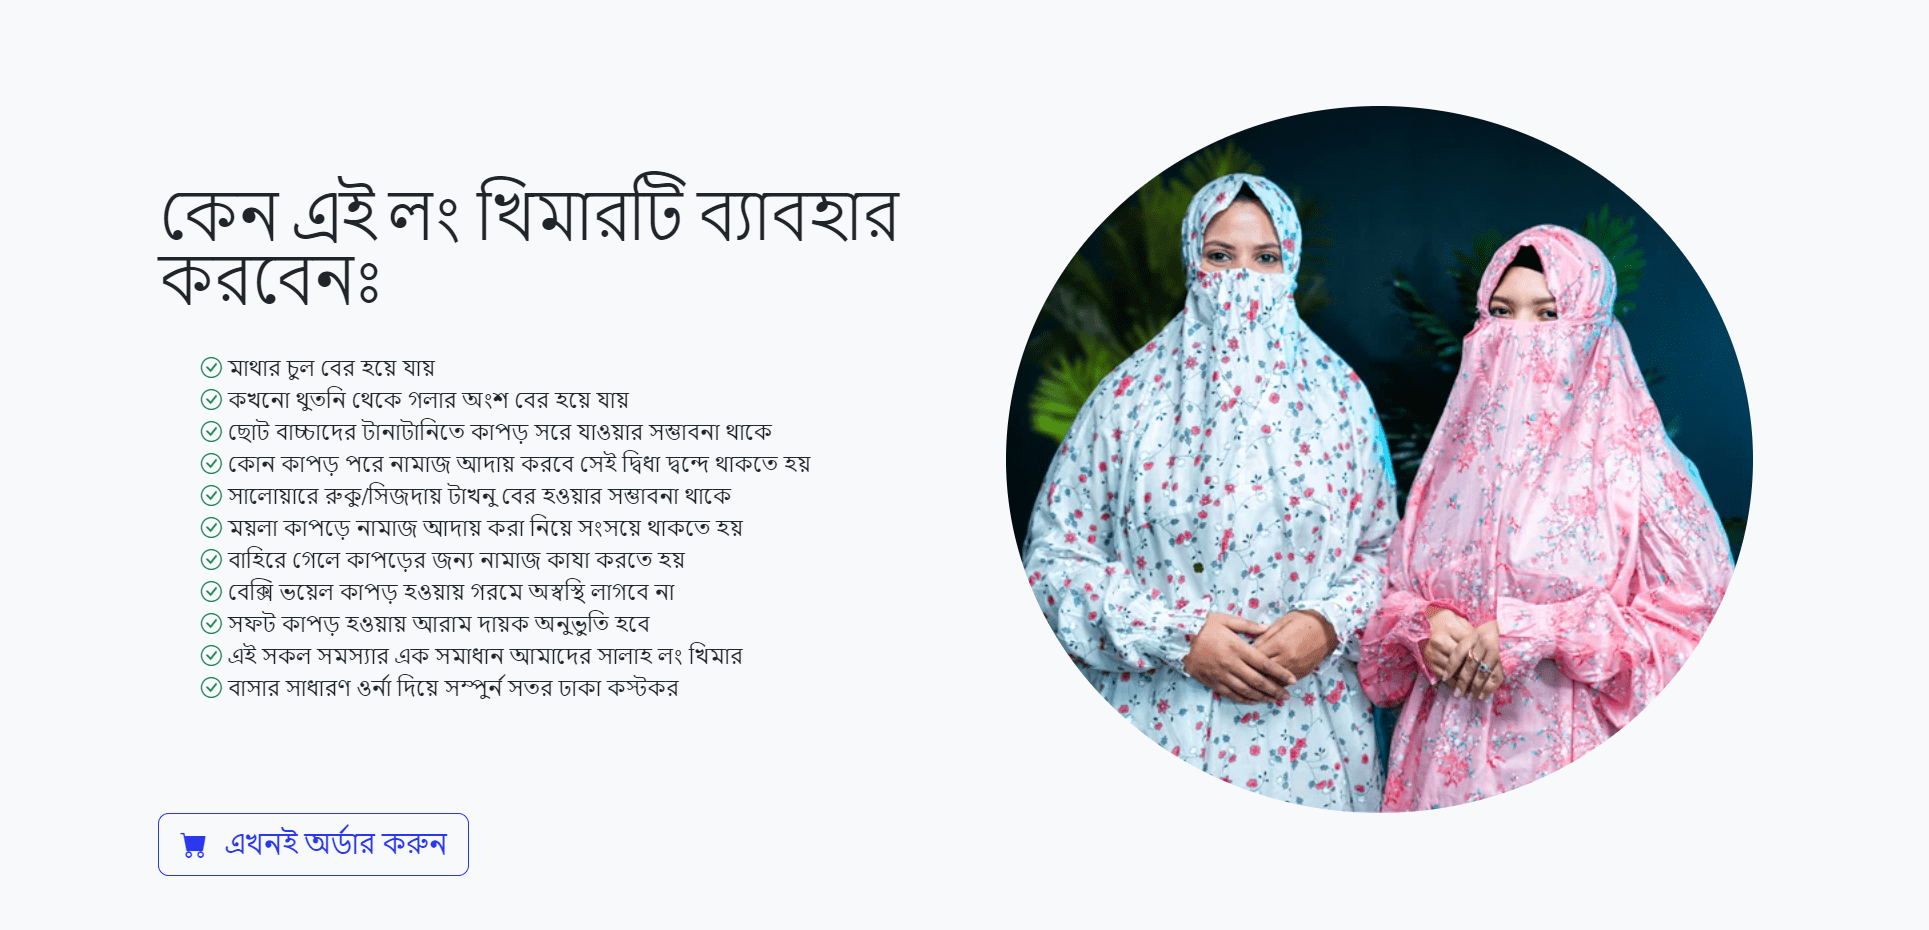 কেন এই লং খিমারটি ব্যাবহার
করবেনঃ
মাথার চুল বের হয়ে যায়
কখনো থুতনি থেকে গলার অংশ বের হয়ে যায়
ছোট বাচ্চাদের টানাটানিতে কাপড় সরে যাওয়ার সম্ভাবনা থাকে
কোন কাপড় পরে নামাজ আদায় করবে সেই দ্বিধা দ্বন্দে থাকতে হয়
সালোয়ারে রুকু/সিজদায় টাখনু বের হওয়ার সম্ভাবনা থাকে
ময়লা কাপড়ে নামাজ আদায় করা নিয়ে সংসয়ে থাকতে হয়
বাহিরে গেলে কাপড়ের জন্য নামাজ কাযা করতে হয়
বেক্সি ভয়েল কাপড় হওয়ায় গরমে অস্বস্থি লাগবে না
সফট কাপড় হওয়ায় আরাম দায়ক অনুভুতি হবে
এই সকল সমস্যার এক সমাধান আমাদের সালাহ লং খিমার
বাসার সাধারণ ওর্না দিয়ে সম্পুর্ন সতর ঢাকা কস্টকর
এখনই অর্ডার করুন